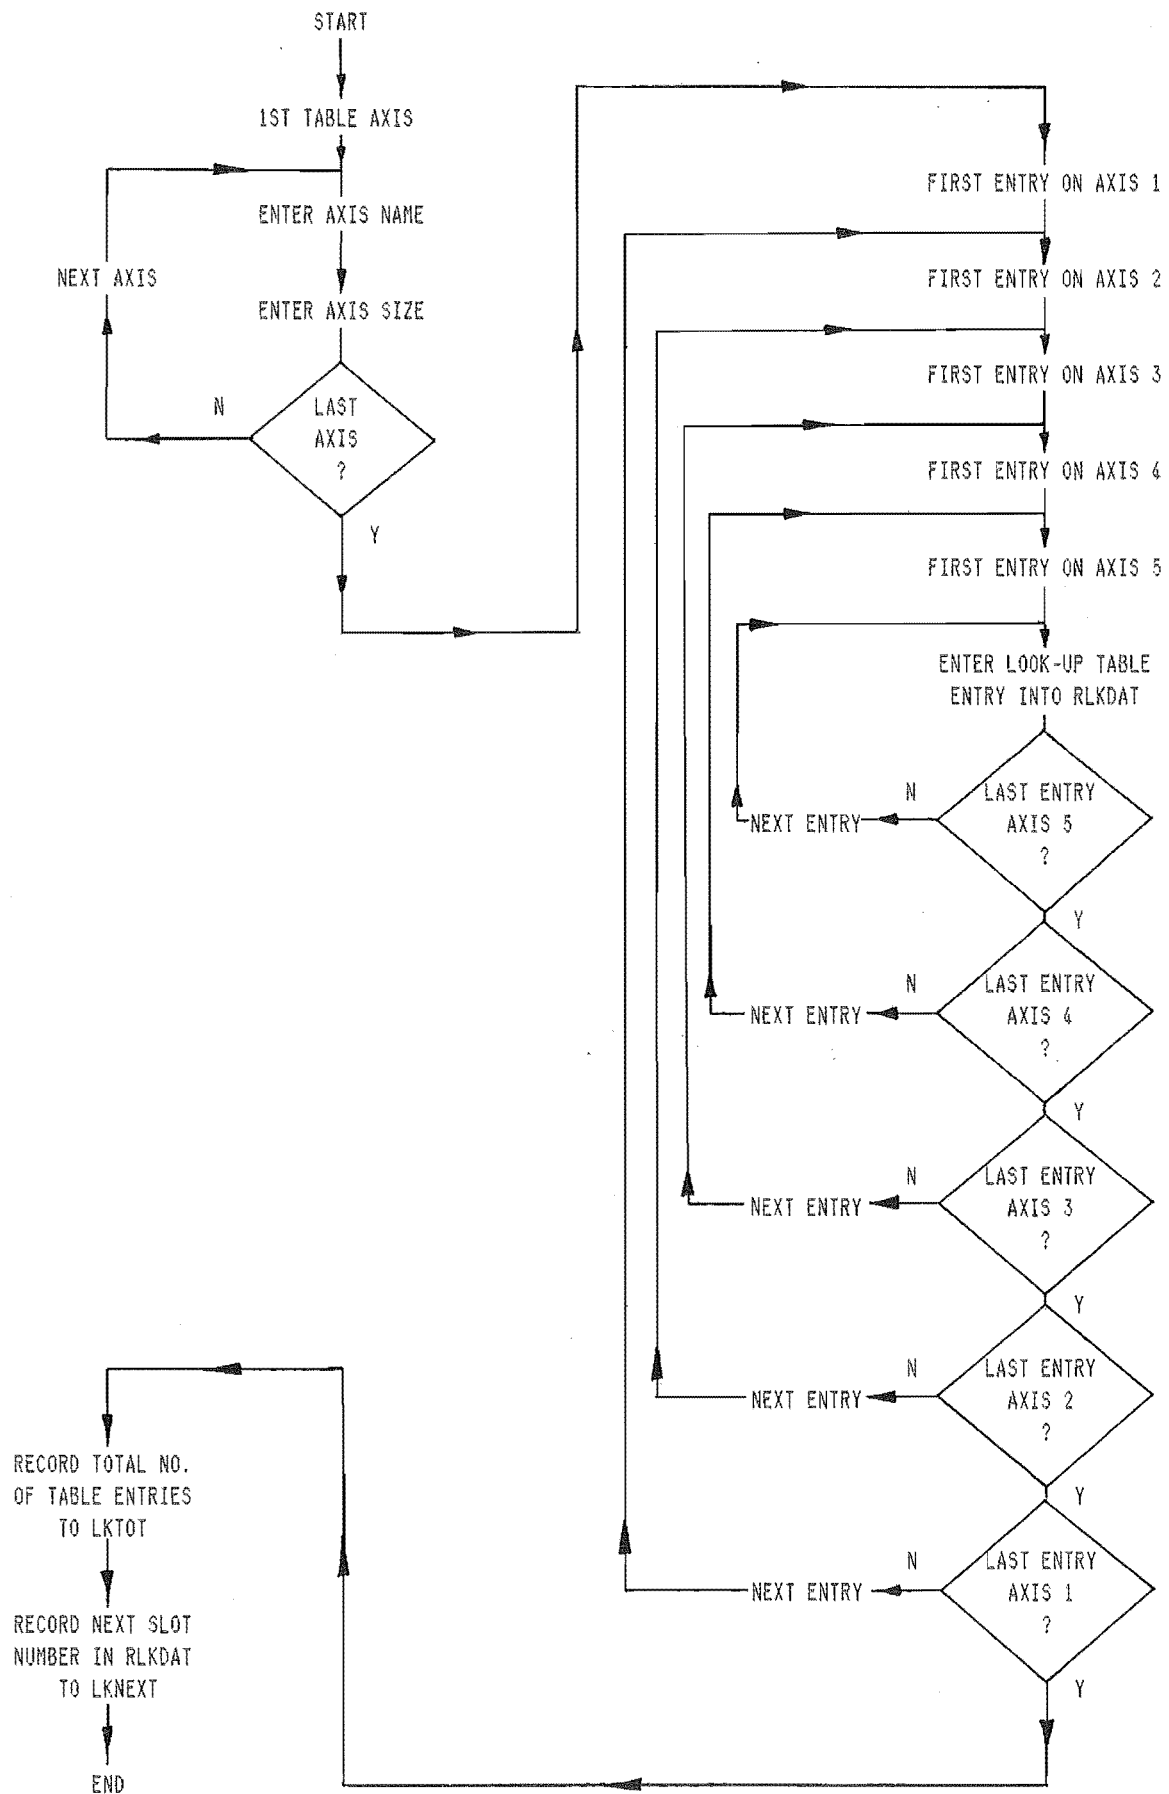 START
1ST TABLE AXIS
ENTER AXIS NAME
NEXT AXIS
ENTER AXIS SIZE
N
LAST
AXIS
?
Y
FIRST ENTRY ON AXIS 1
FIRST ENTRY ON AXIS 2
FIRST ENTRY ON AXIS 3
FIRST ENTRY ON AXIS 4
FIRST ENTRY ON AXIS 5
ENTER LOOK-UP TABLE
ENTRY INTO RLKDAT
LAST ENTRY
AXIS 5
?
N
NEXT ENTRY
Y
LAST ENTRY
AXIS 4
?
N
NEXT ENTRY
Y
LAST ENTRY
AXIS 3
?
N
NEXT ENTRY
Y
LAST ENTRY
AXIS 2
?
N
NEXT ENTRY
Y
LAST ENTRY
AXIS 1
?
N
NEXT ENTRY
Y
RECORD TOTAL NO.
OF TABLE ENTRIES
TO LKTOT
RECORD NEXT SLOT
NUMBER IN RLKDAT
TO LKNEXT
END